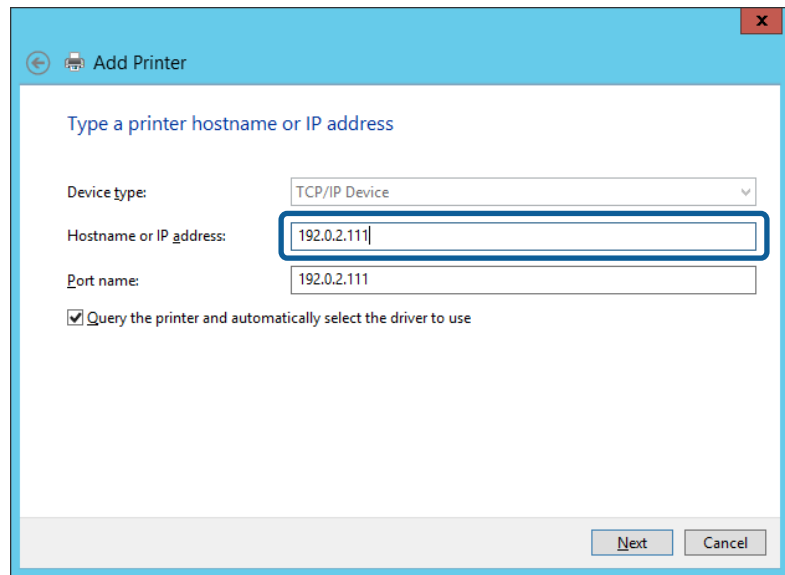 x
Add Printer
Type a printer hostname or IP address
Device type: TCP/IP Device
Hostname or IP address: 192.0.2.111
Port name: 192.0.2.111
Query the printer and automatically select the driver to use
Next Cancel